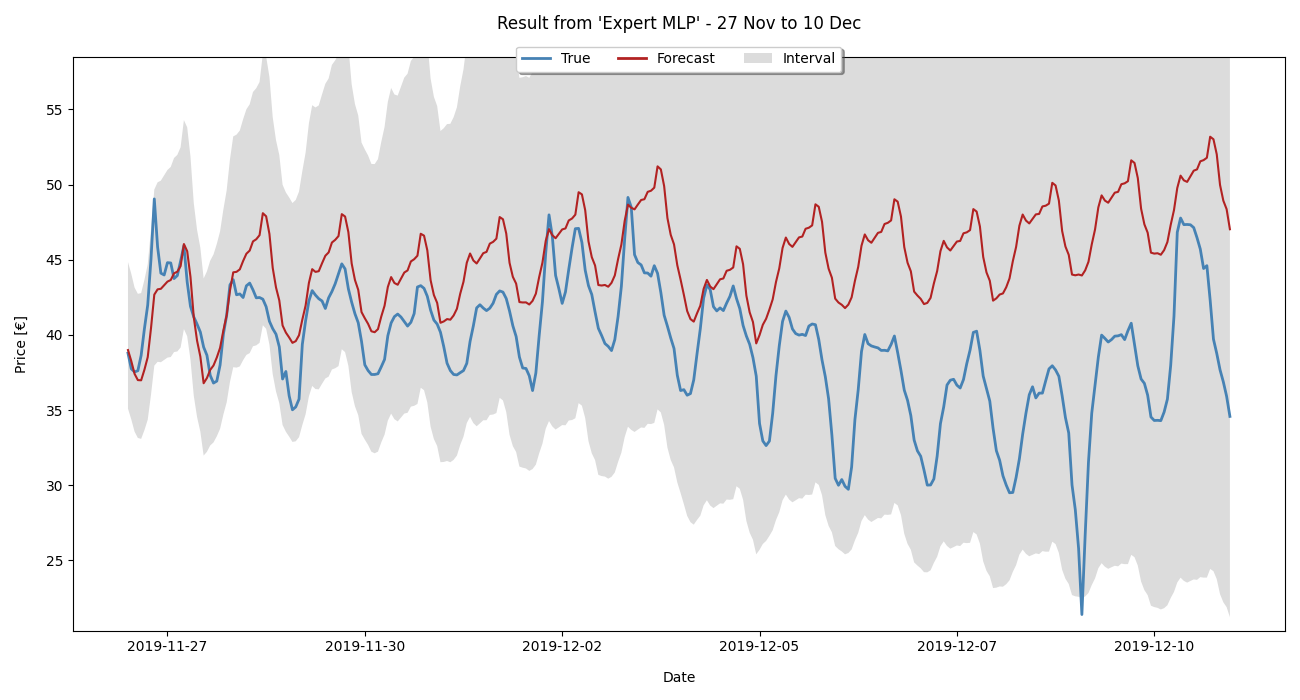 Result from 'Expert MLP' - 27 Nov to 10 Dec
True Forecast Interval
Price [€]
55
50
45
40
35
30
25
2019-11-27 2019-11-30 2019-12-02 2019-12-05 2019-12-07 2019-12-10
Date